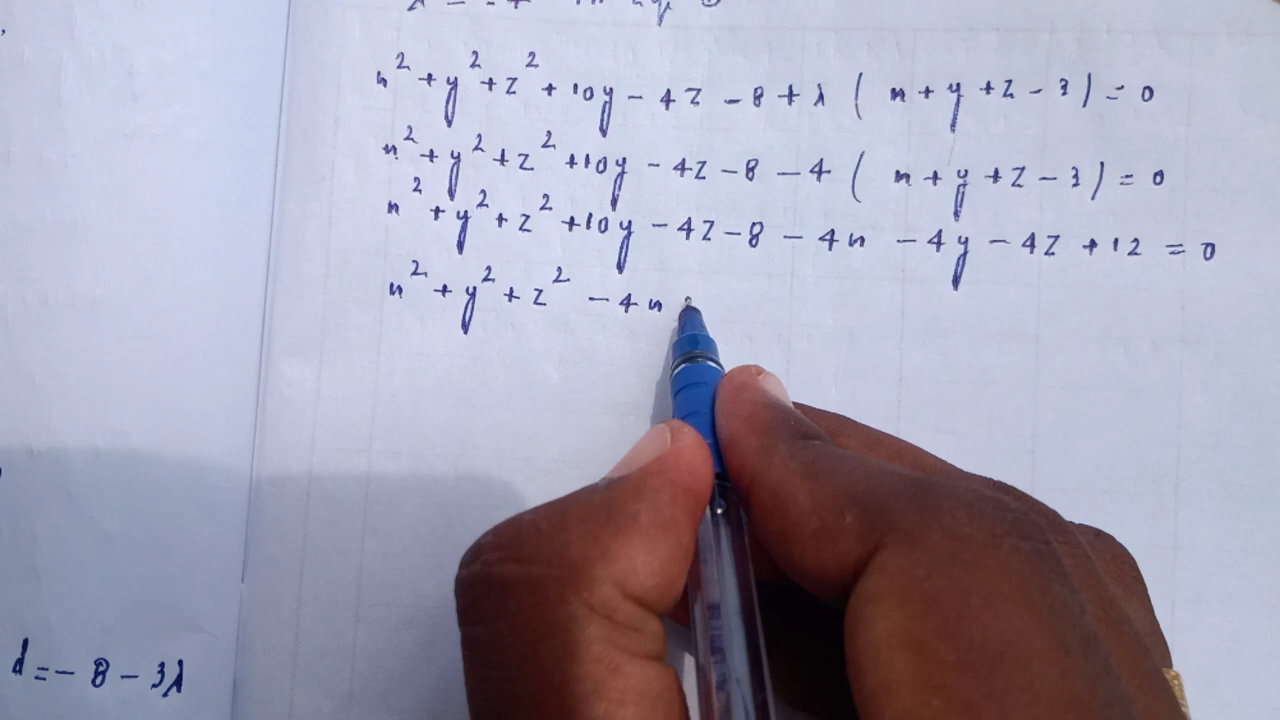 x² + y² + z² + 10y - 4z - 8 + λ ( x + y + z - 3 ) = 0
x² + y² + z² + 10y - 4z - 8 - 4 ( x + y + z - 3 ) = 0
x² + y² + z² + 10y - 4z - 8 - 4x - 4y - 4z + 12 = 0
x² + y² + z² - 4x
d = - 8 - 3λ